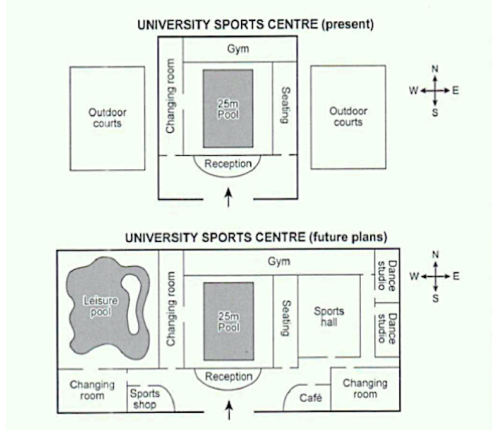 UNIVERSITY SPORTS CENTRE (present)
Gym
Changing room
25m
Pool
Seating
Outdoor
courts
Outdoor
courts
Reception
N
W E
S
UNIVERSITY SPORTS CENTRE (future plans)
Gym
Leisure
pool
Changing room
25m
Pool
Seating
Sports
hall
Dance
studio
Dance
studio
Reception
Changing
room
Sports
shop
Café
Changing
room
N
W E
S